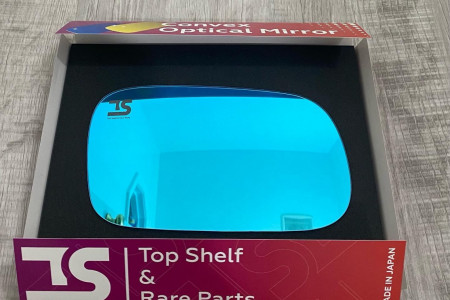 Convex
Optical Mirror
TS
TS
Top Shelf
&
Rare Parts
MADE IN JAPAN